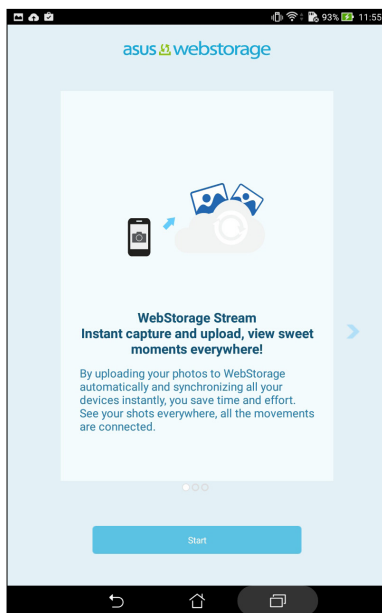 93% 11:55
asus webstorage
WebStorage Stream
Instant capture and upload, view sweet
moments everywhere!
By uploading your photos to WebStorage
automatically and synchronizing all your
devices instantly, you save time and effort.
See your shots everywhere, all the movements
are connected.
Start